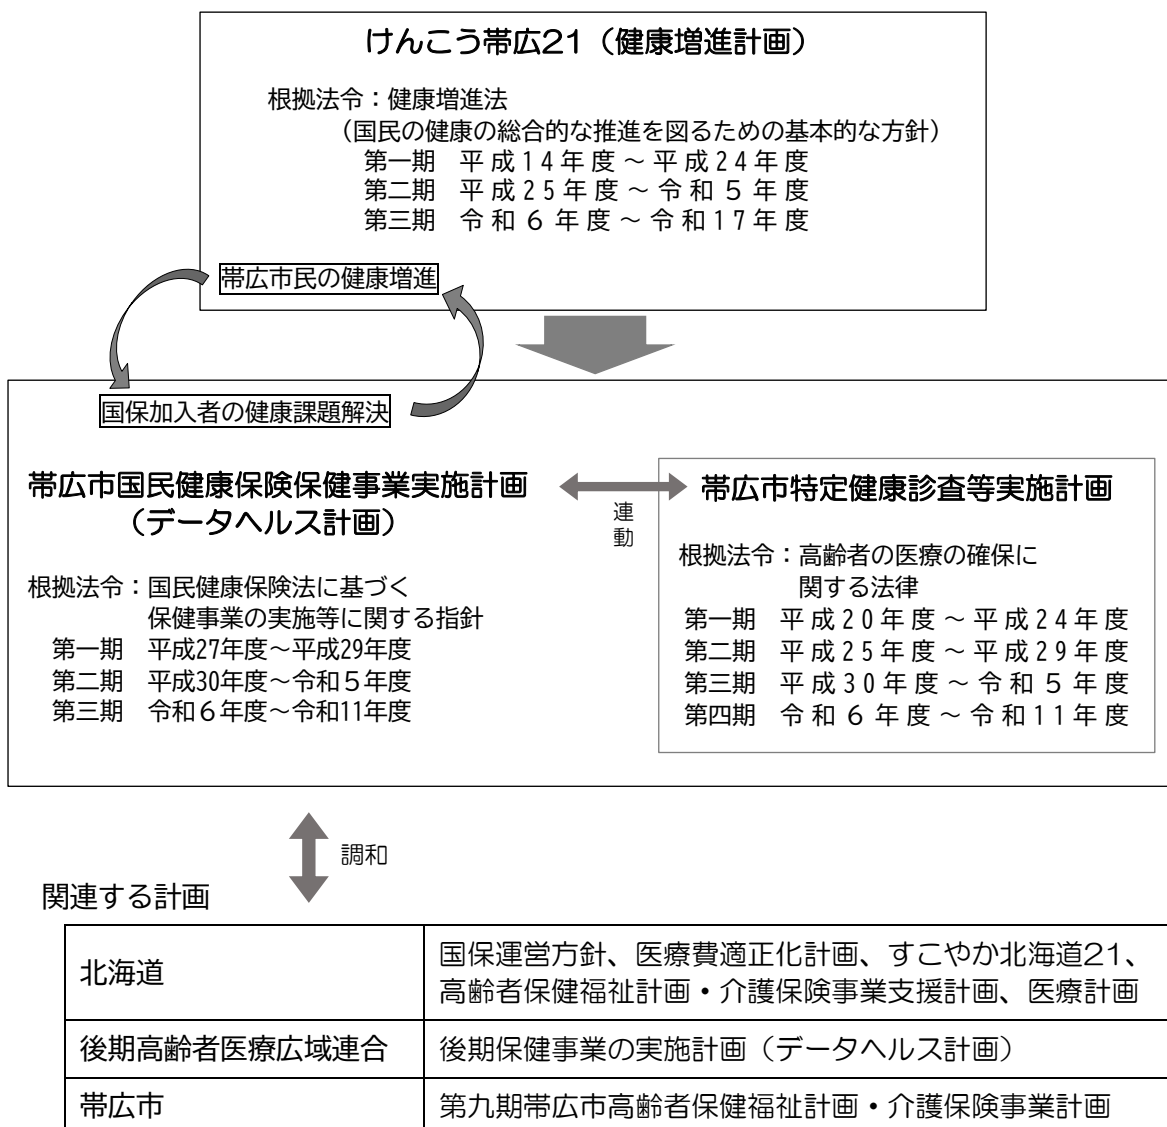 けんこう帯広21（健康増進計画）
根拠法令：健康増進法
（国民の健康の総合的な推進を図るための基本的な方針）
第一期　平成14年度～平成24年度
第二期　平成25年度～令和５年度
第三期　令和６年度～令和17年度
帯広市民の健康増進
国保加入者の健康課題解決
帯広市国民健康保険保健事業実施計画
（データヘルス計画）
根拠法令：国民健康保険法に基づく
保健事業の実施等に関する指針
第一期　平成27年度～平成29年度
第二期　平成30年度～令和５年度
第三期　令和６年度～令和11年度
連動
帯広市特定健康診査等実施計画
根拠法令：高齢者の医療の確保に
関する法律
第一期　平成20年度～平成24年度
第二期　平成25年度～平成29年度
第三期　平成30年度～令和５年度
第四期　令和６年度～令和11年度
調和
関連する計画
北海道
国保運営方針、医療費適正化計画、すこやか北海道21、
高齢者保健福祉計画・介護保険事業支援計画、医療計画
後期高齢者医療広域連合
後期保健事業の実施計画（データヘルス計画）
帯広市
第九期帯広市高齢者保健福祉計画・介護保険事業計画